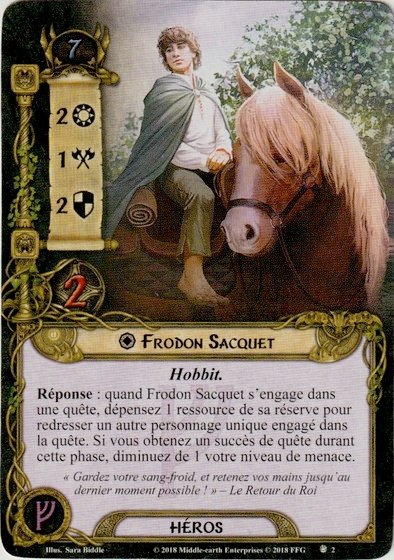 7
2
1
2
2
Frodon Sacquet
Hobbit.
Réponse : quand Frodon Sacquet s'engage dans
une quête, dépensez 1 ressource de sa réserve pour
redresser un autre personnage unique engagé dans
la quête. Si vous obtenez un succès de quête durant
cette phase, diminuez de 1 votre niveau de menace.
« Gardez votre sang-froid, et retenez vos mains jusqu'au
dernier moment possible ! » – Le Retour du Roi
HÉROS
Illus. Sara Biddle © 2018 Middle-earth Enterprises © 2018 FFG 2